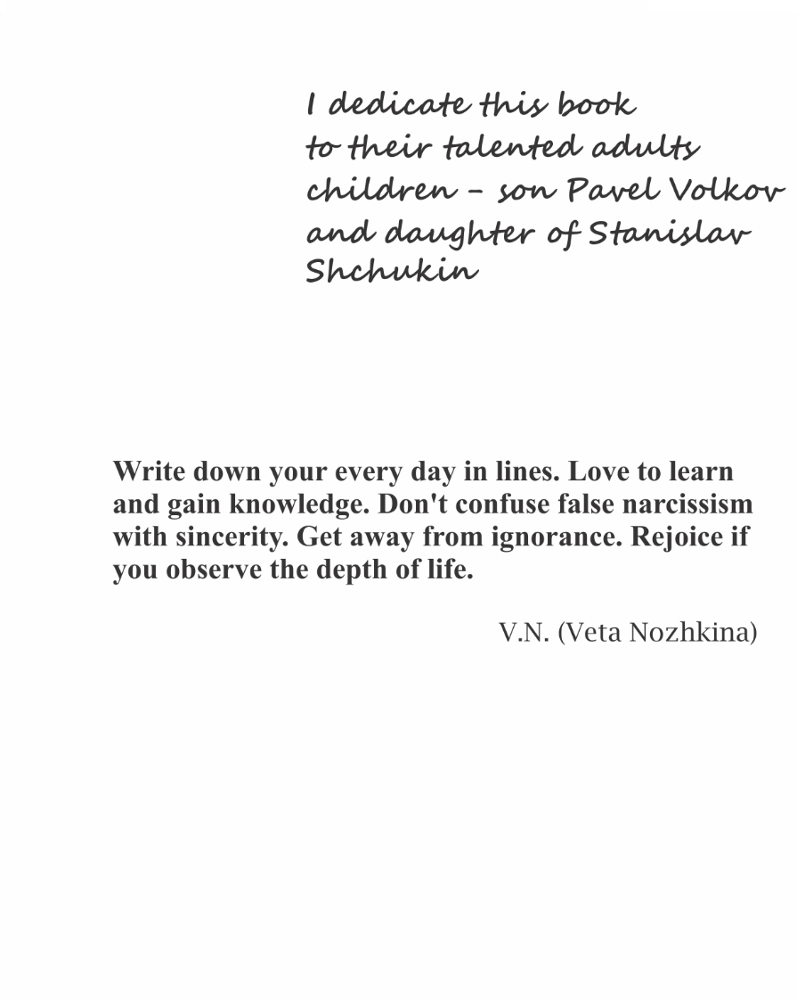 I dedicate this book
to their talented adults
children - son Pavel Volkov
and daughter of Stanislav
Shchukin
Write down your every day in lines. Love to learn
and gain knowledge. Don't confuse false narcissism
with sincerity. Get away from ignorance. Rejoice if
you observe the depth of life.
V.N. (Veta Nozhkina)